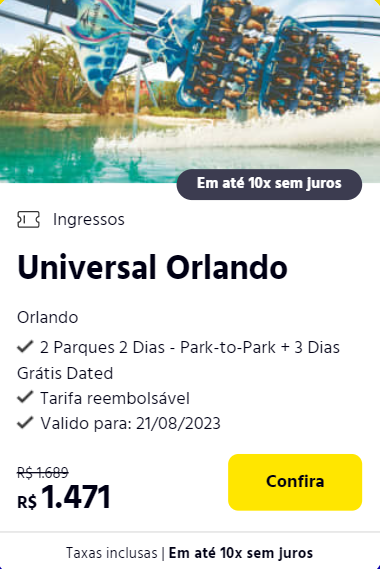 Em até 10x sem juros
Ingressos
Universal Orlando
Orlando
2 Parques 2 Dias - Park-to-Park + 3 Dias
Grátis Dated
Tarifa reembolsável
Valido para: 21/08/2023
R$ 1.689
R$ 1.471
Confira
Taxas inclusas | Em até 10x sem juros